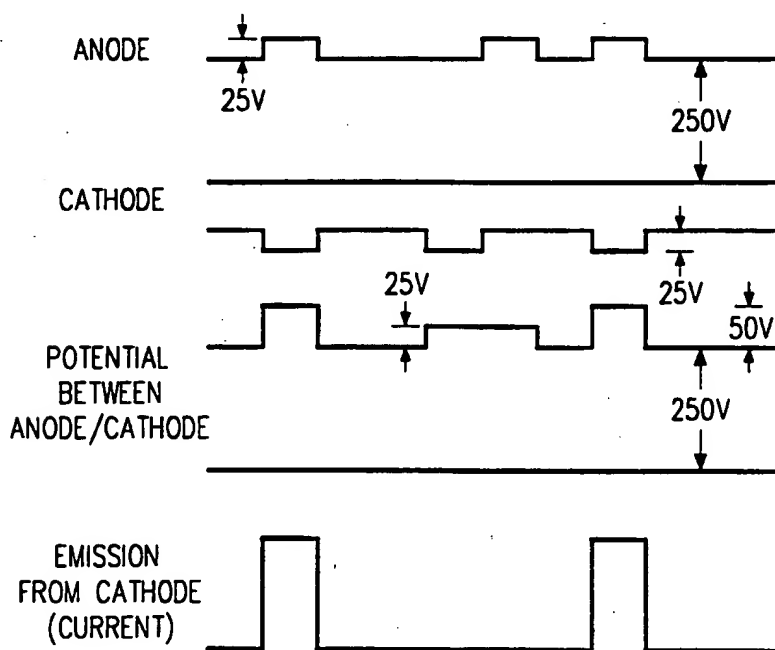 ANODE
25V
250V
CATHODE
25V
25V
50V
POTENTIAL
BETWEEN
ANODE/CATHODE
250V
EMISSION
FROM CATHODE
(CURRENT)